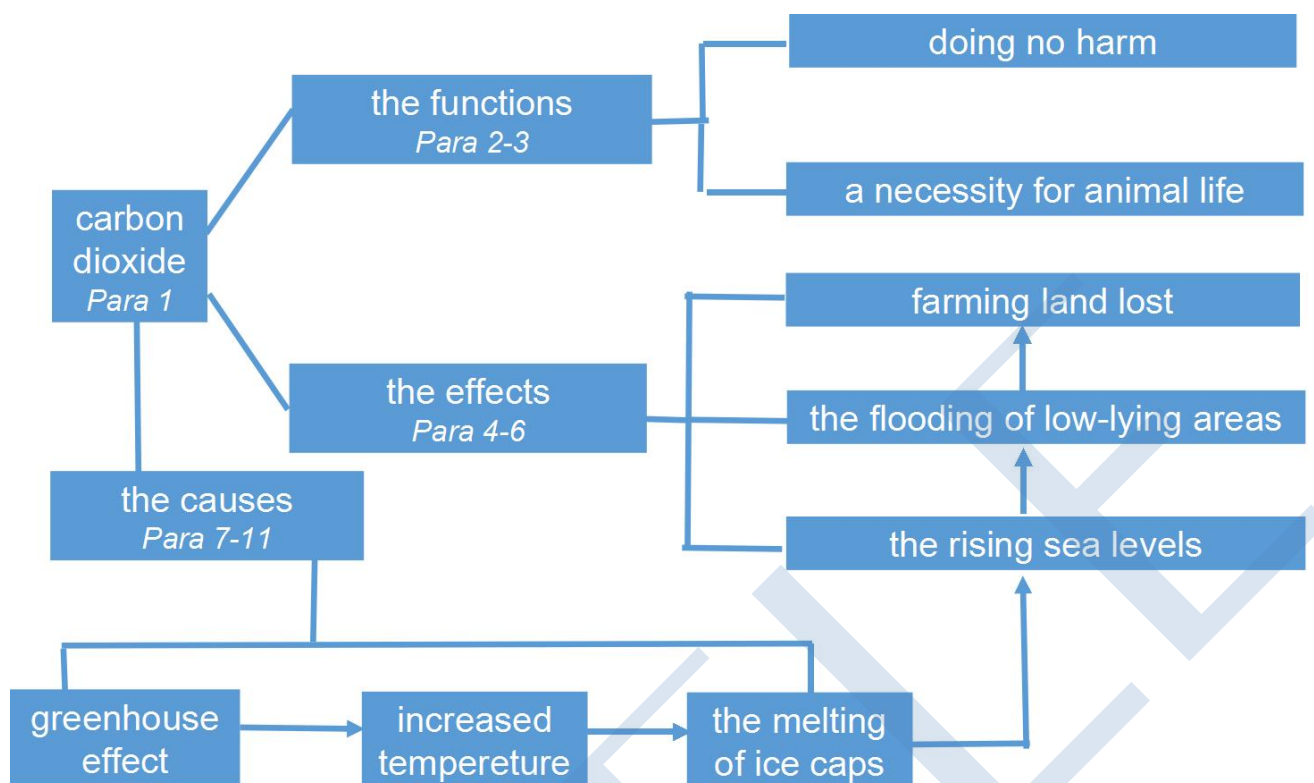 doing no harm
the functions
Para 2-3
a necessity for animal life
carbon
dioxide
Para 1
farming land lost
the effects
Para 4-6
the flooding of low-lying areas
the causes
Para 7-11
the rising sea levels
greenhouse
effect
increased
tempereture
the melting
of ice caps